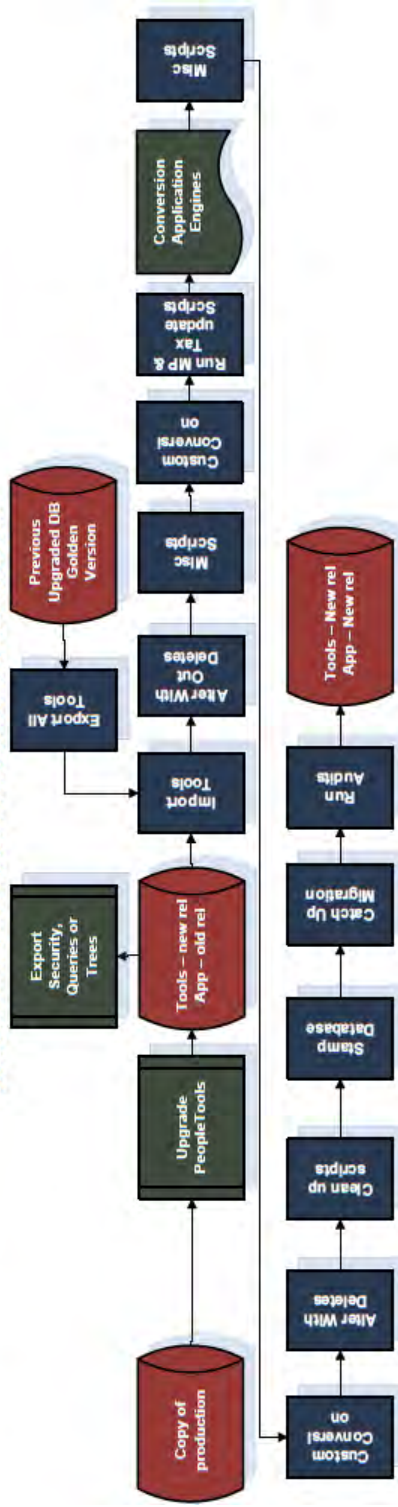 Copy of
production
Upgrade
PeopleTools
Tools – new rel
App – old rel
Export
Security,
Queries or
Trees
Previous
Upgraded DB
Golden
Version
Export All
Tools
Import
Tools
Alter With
Out
Deletes
Misc
Scripts
Custom
Conversi
on
Run MP &
Tax
update
Scripts
Conversion
Application
Engines
Misc
Scripts
Custom
Conversi
on
Alter With
Deletes
Clean up
scripts
Stamp
Database
Catch Up
Migration
Run
Audits
Tools – New rel
App – New rel